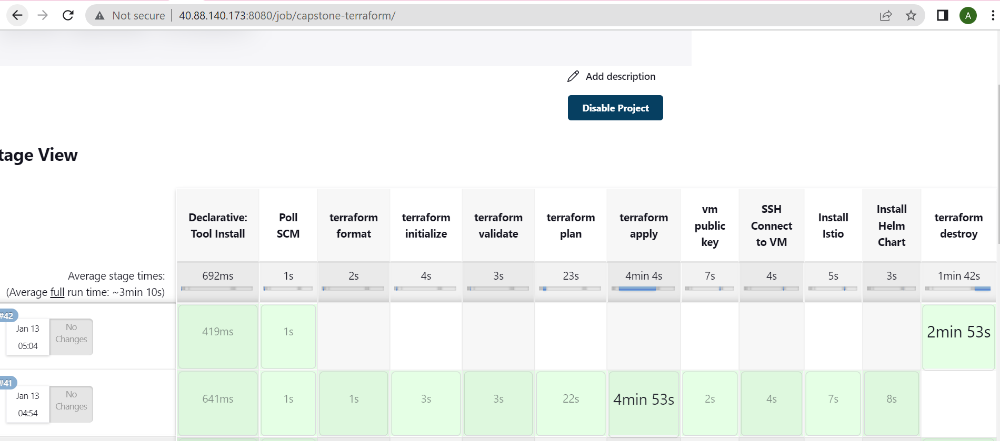 Not secure 40.88.140.173:8080/job/capstone-terraform/ A
Add description
Disable Project
tage View
Declarative: Tool Install
Poll SCM
terraform format
terraform initialize
terraform validate
terraform plan
terraform apply
vm public key
SSH Connect to VM
Install Istio
Install Helm Chart
terraform destroy
Average stage times: 692ms 1s 2s 4s 3s 23s 4min 4s 7s 4s 5s 3s 1min 42s
(Average full run time: ~3min 10s)
#42
Jan 13
05:04
No
Changes
419ms 1s 2min 53s
#41
Jan 13
04:54
No
Changes
641ms 1s 1s 3s 3s 22s 4min 53s 2s 4s 7s 8s